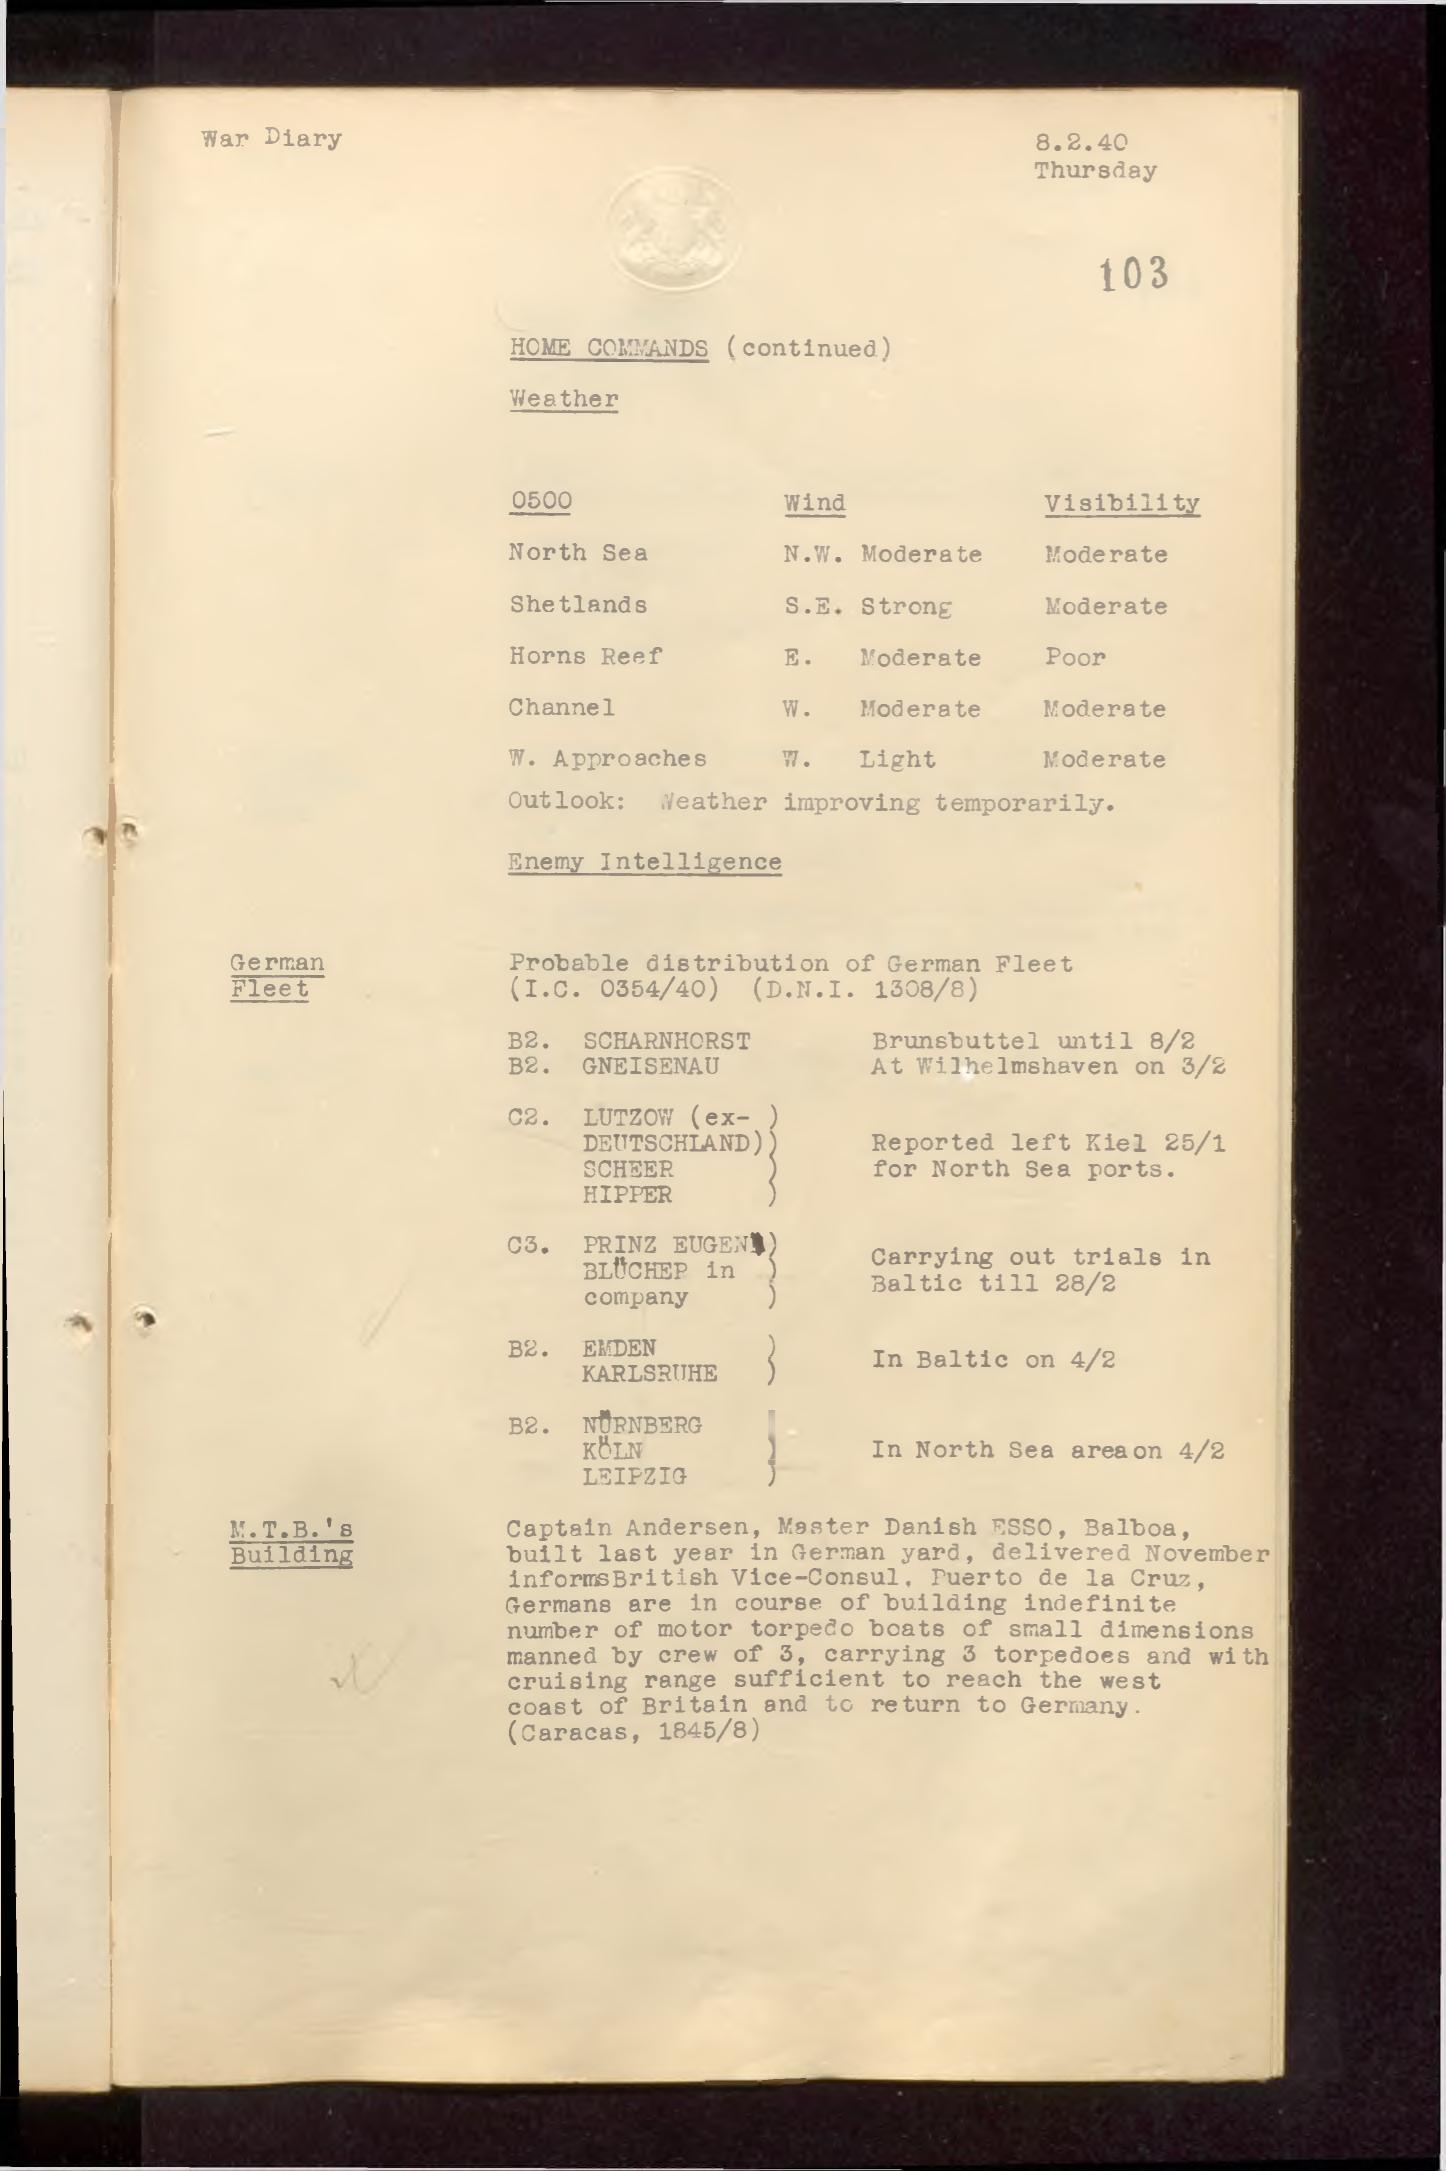 War Diary
8.2.40
Thursday
103
HOME COMMANDS (continued)
Weather
0500 Wind Visibility
North Sea N.W. Moderate Moderate
Shetlands S.E. Strong Moderate
Horns Reef E. Moderate Poor
Channel W. Moderate Moderate
W. Approaches W. Light Moderate
Outlook: Weather improving temporarily.
Enemy Intelligence
German
Fleet
Probable distribution of German Fleet
(I.C. 0354/40) (D.N.I. 1308/8)
B2. SCHARNHORST Brunsbuttel until 8/2
B2. GNEISENAU At Wilhelmshaven on 3/2
C2. LUTZOW (ex- )
DEUTSCHLAND)) Reported left Kiel 25/1
SCHEER ) for North Sea ports.
HIPPER )
C3. PRINZ EUGEN )
BLÜCHEP in ) Carrying out trials in
company ) Baltic till 28/2
B2. EMDEN )
KARLSRUHE ) In Baltic on 4/2
B2. NÜRNBERG
KÖLN ) In North Sea areaon 4/2
LEIPZIG )
M.T.B.'s
Building
Captain Andersen, Master Danish ESSO, Balboa,
built last year in German yard, delivered November
informsBritish Vice-Consul, Puerto de la Cruz,
Germans are in course of building indefinite
number of motor torpedo boats of small dimensions
manned by crew of 3, carrying 3 torpedoes and with
cruising range sufficient to reach the west
coast of Britain and to return to Germany.
(Caracas, 1845/8)